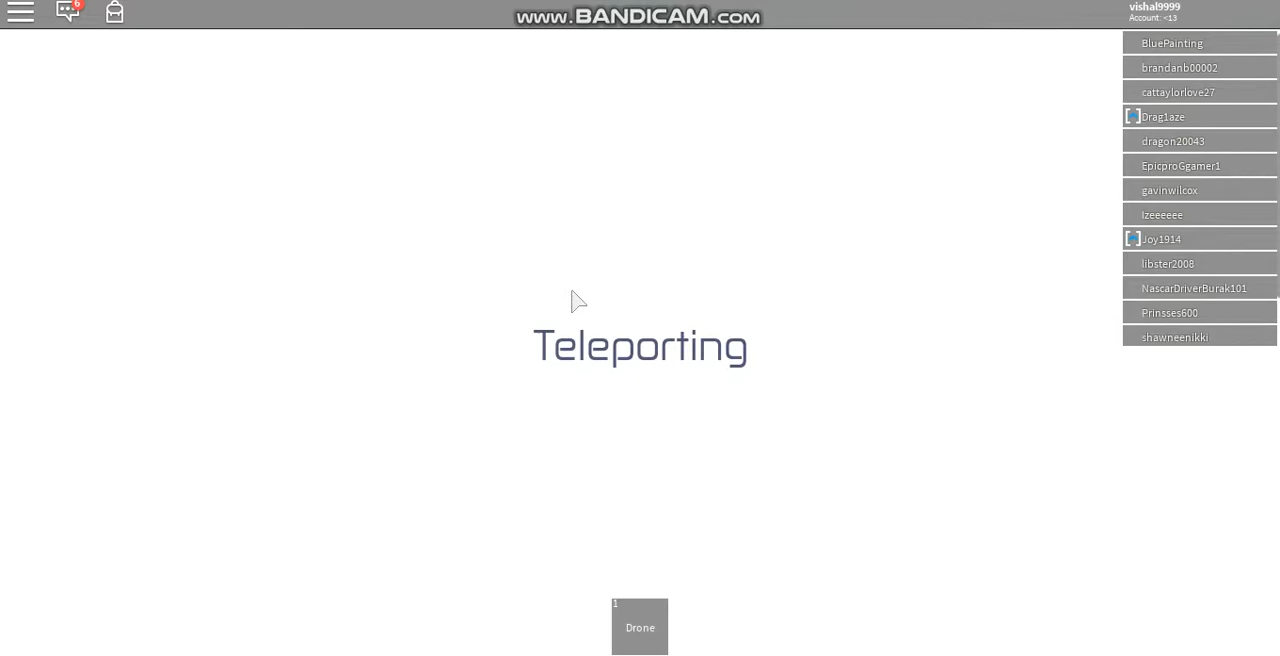 6
www.BANDICAM.com
vishal9999
Account: <13
BluePainting
brandanb00002
cattaylorlove27
Drag1aze
dragon20043
EpicproGgamer1
gavinwilcox
Izeeeeee
Joy1914
libster2008
NascarDriverBurak101
Prinsses600
shawneenikki
Teleporting
1
Drone